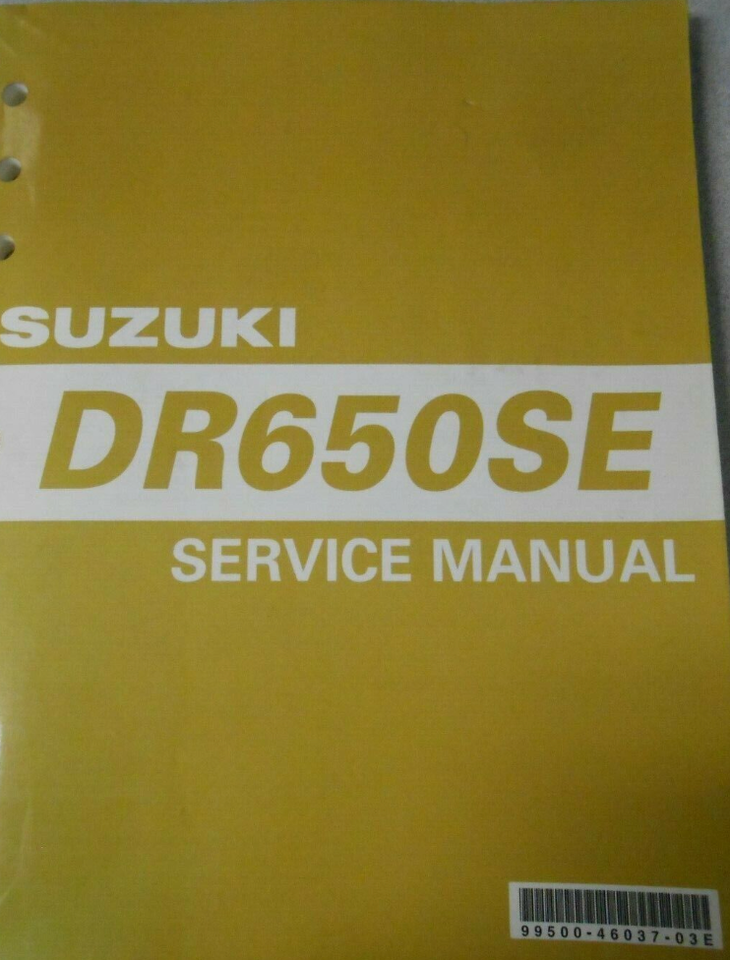 SUZUKI
DR650SE
SERVICE MANUAL
99500-46037-03E